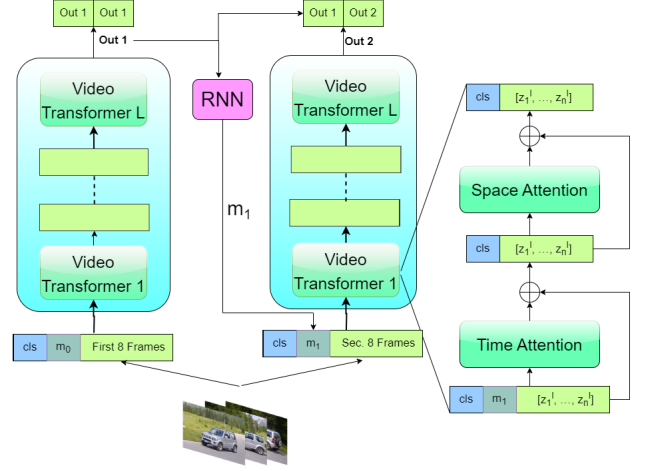 Out 1 Out 1
Out 1
Video
Transformer L
Video
Transformer 1
cls m0 First 8 Frames
RNN
m1
Out 1 Out 2
Out 2
Video
Transformer L
Video
Transformer 1
cls m1 Sec. 8 Frames
cls [z₁ˡ, ..., zₙˡ]
Space Attention
cls [z₁ˡ, ..., zₙˡ]
Time Attention
cls m1 [z₁ˡ, ..., zₙˡ]